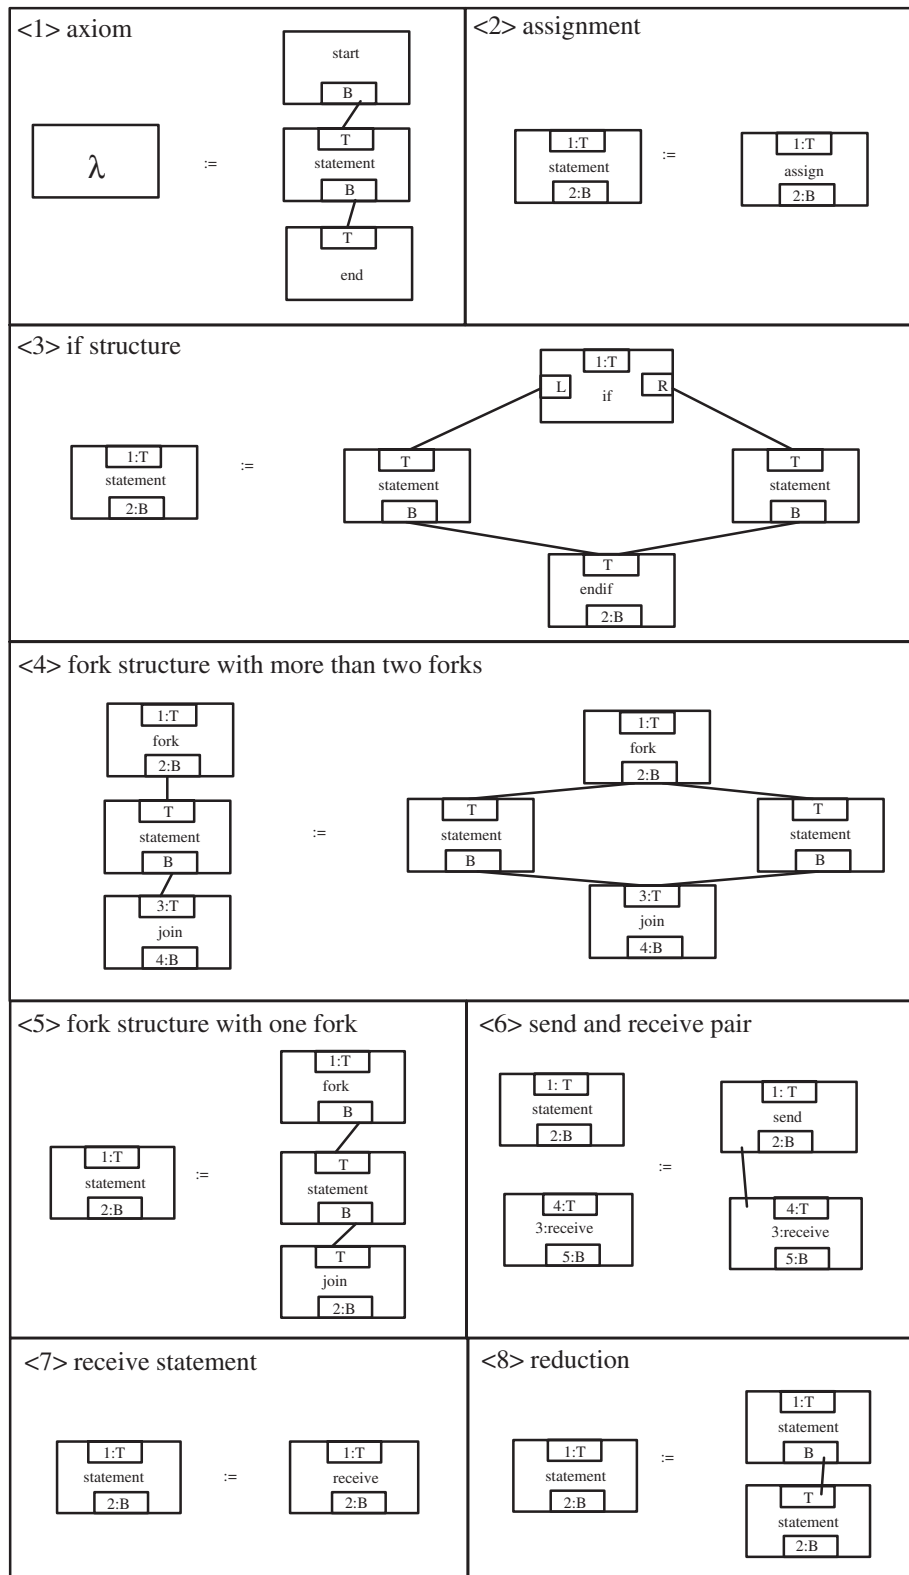 <1> axiom
λ
:=
start
B
T
statement
B
T
end
<2> assignment
1:T
statement
2:B
:=
1:T
assign
2:B
<3> if structure
1:T
statement
2:B
:=
1:T
L
R
if
T
statement
B
T
statement
B
T
endif
2:B
<4> fork structure with more than two forks
1:T
fork
2:B
T
statement
B
3:T
join
4:B
:=
1:T
fork
2:B
T
statement
B
T
statement
B
3:T
join
4:B
<5> fork structure with one fork
1:T
statement
2:B
:=
1:T
fork
B
T
statement
B
T
join
2:B
<6> send and receive pair
1: T
statement
2:B
4:T
3:receive
5:B
:=
1: T
send
2:B
4:T
3:receive
5:B
<7> receive statement
1:T
statement
2:B
:=
1:T
receive
2:B
<8> reduction
1:T
statement
2:B
:=
1:T
statement
B
T
statement
2:B